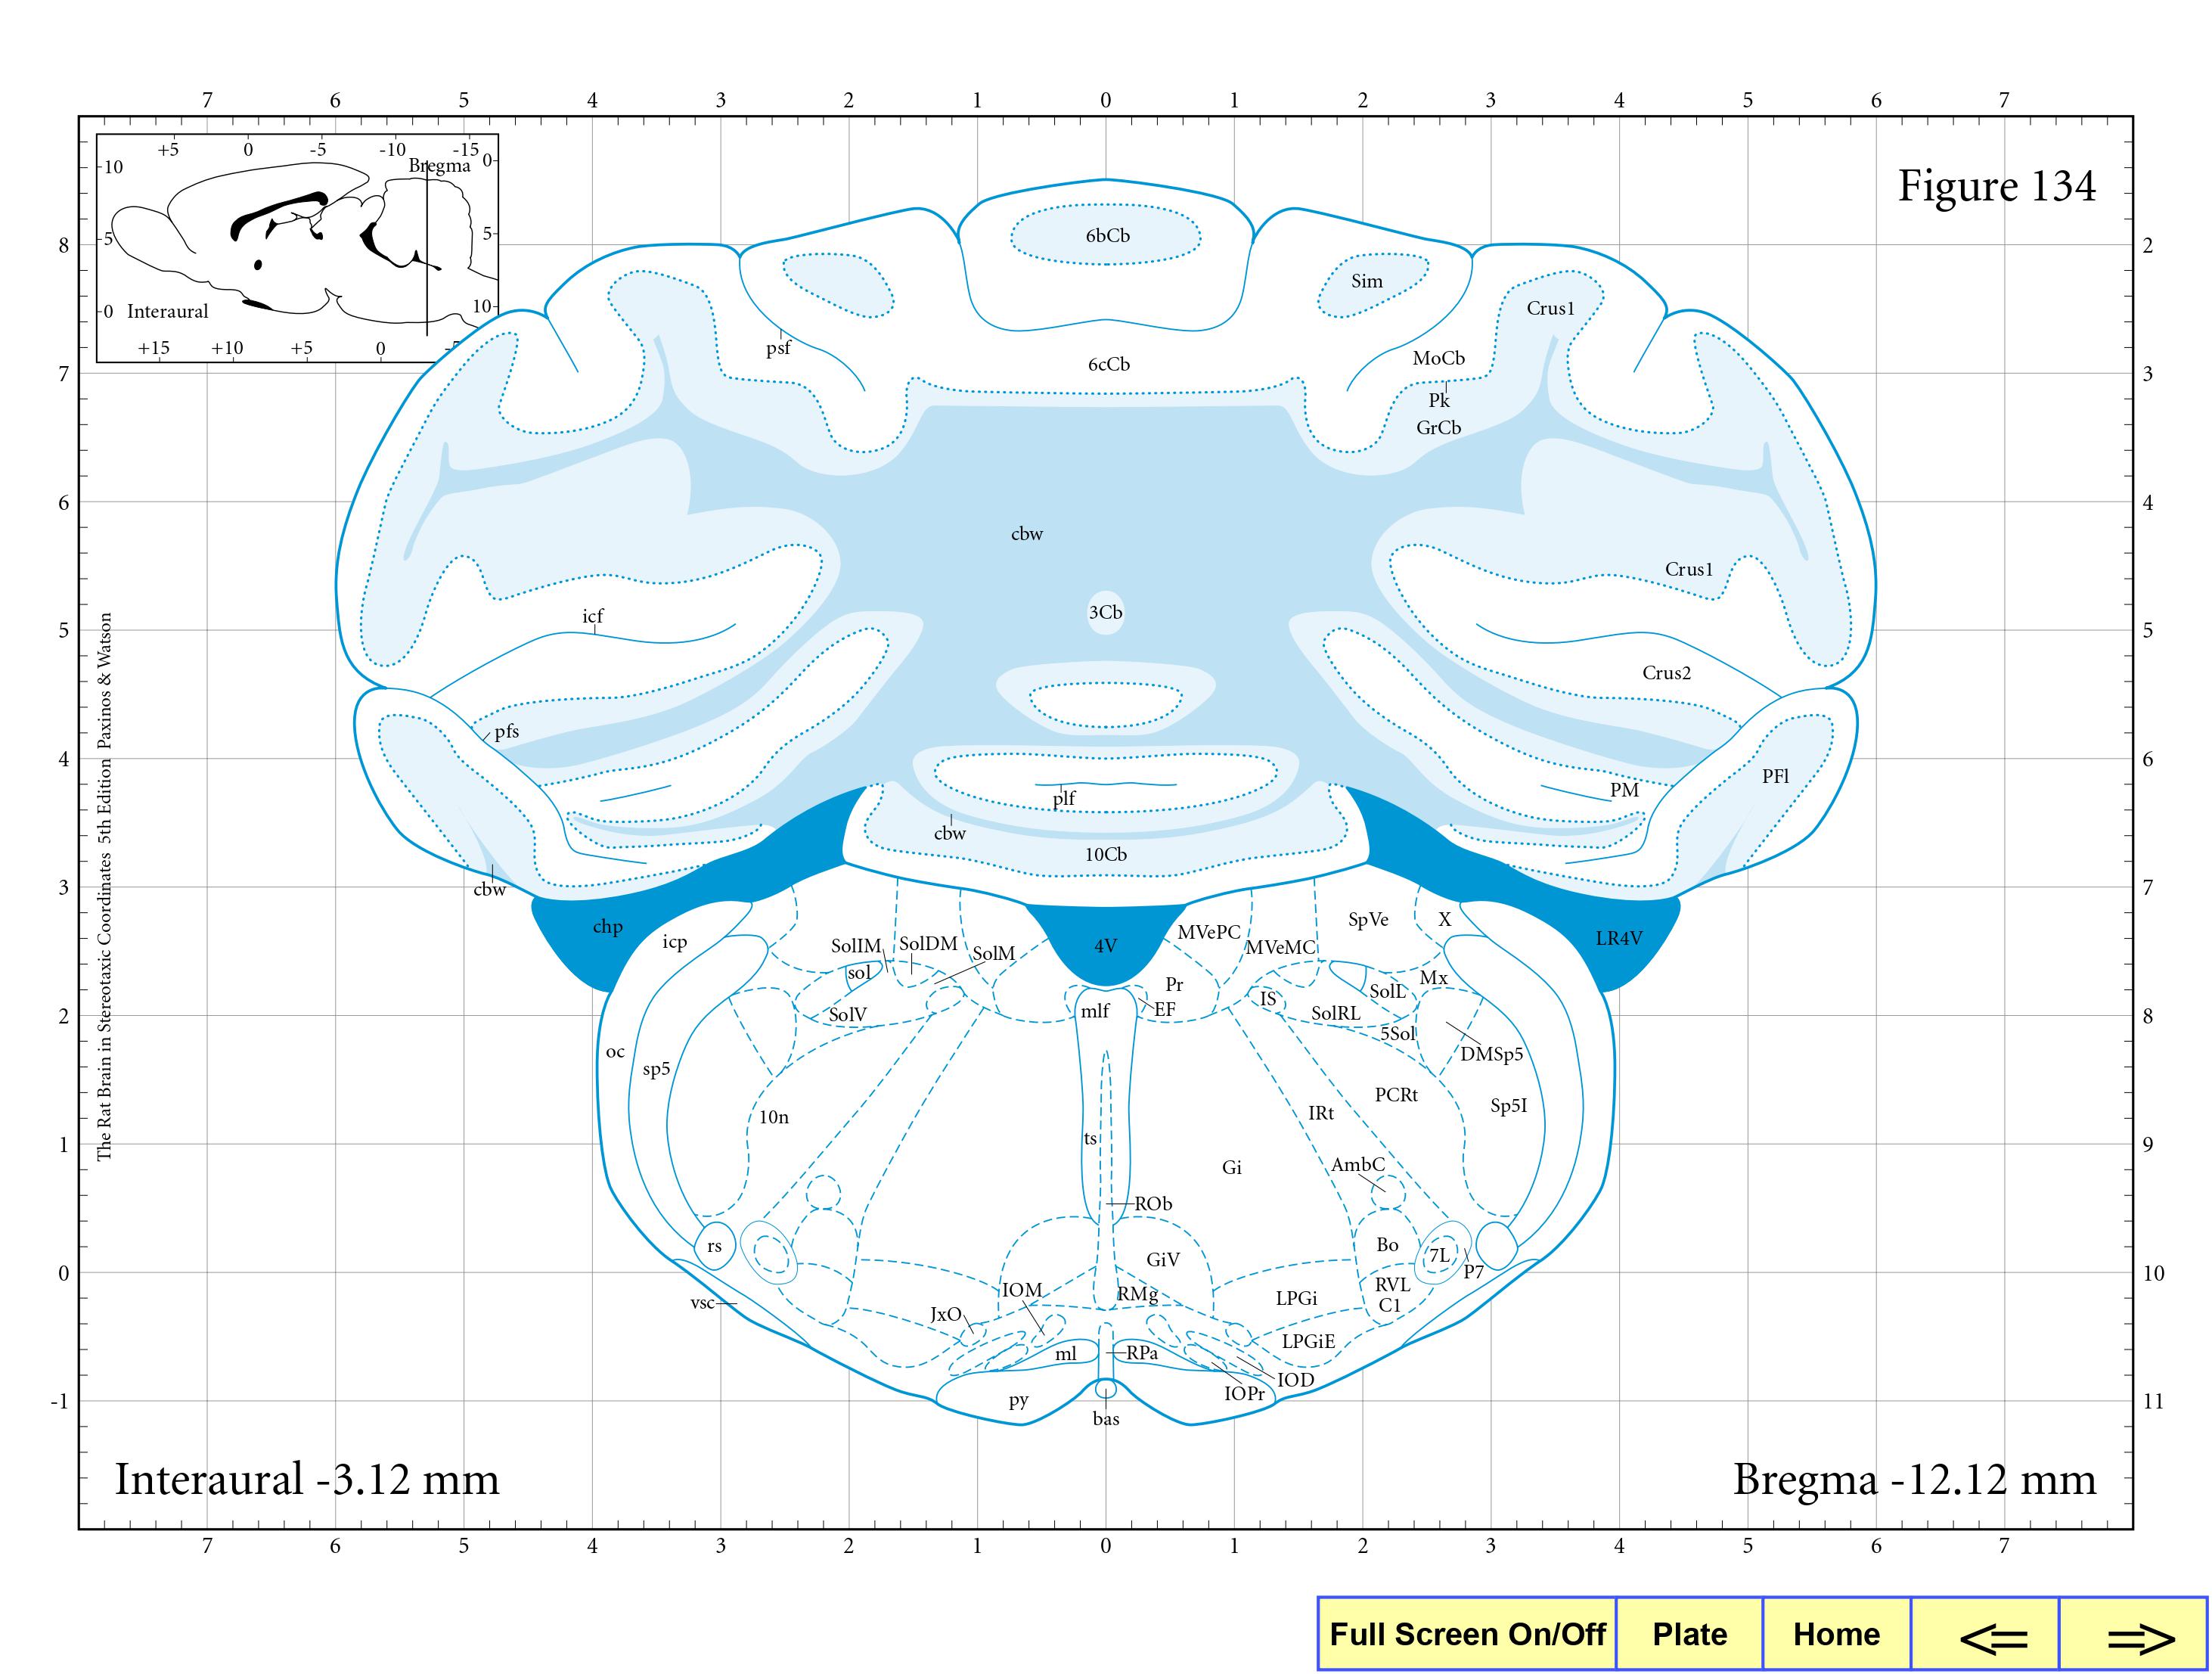 7 6 5 4 3 2 1 0 1 2 3 4 5 6 7
+5 0 -5 -10 -15
Bregma 0
10
5 5
0 Interaural 10
+15 +10 +5 0 -5
Figure 134
8 2
7 3
6 4
5 5
4 6
3 7
2 8
1 9
0 10
-1 11
6bCb
Sim
Crus1
psf
6cCb
MoCb
Pk
GrCb
cbw
Crus1
3Cb
icf
Crus2
pfs
PFl
PM
plf
cbw
10Cb
cbw
chp
icp
SolIM
SolDM
SolM
sol
4V
MVePC
MVeMC
SpVe
X
LR4V
SolV
mlf
Pr
EF
IS
SolRL
SolL
Mx
5Sol
DMSp5
oc
sp5
10n
ts
Gi
IRt
PCRt
Sp5I
AmbC
ROb
rs
GiV
Bo
7L
P7
vsc
IOM
RMg
LPGi
RVL
C1
JxO
LPGiE
ml
RPa
IOD
IOPr
py
bas
The Rat Brain in Stereotaxic Coordinates 5th Edition Paxinos & Watson
Interaural -3.12 mm
Bregma -12.12 mm
7 6 5 4 3 2 1 0 1 2 3 4 5 6 7
Full Screen On/Off Plate Home <= =>